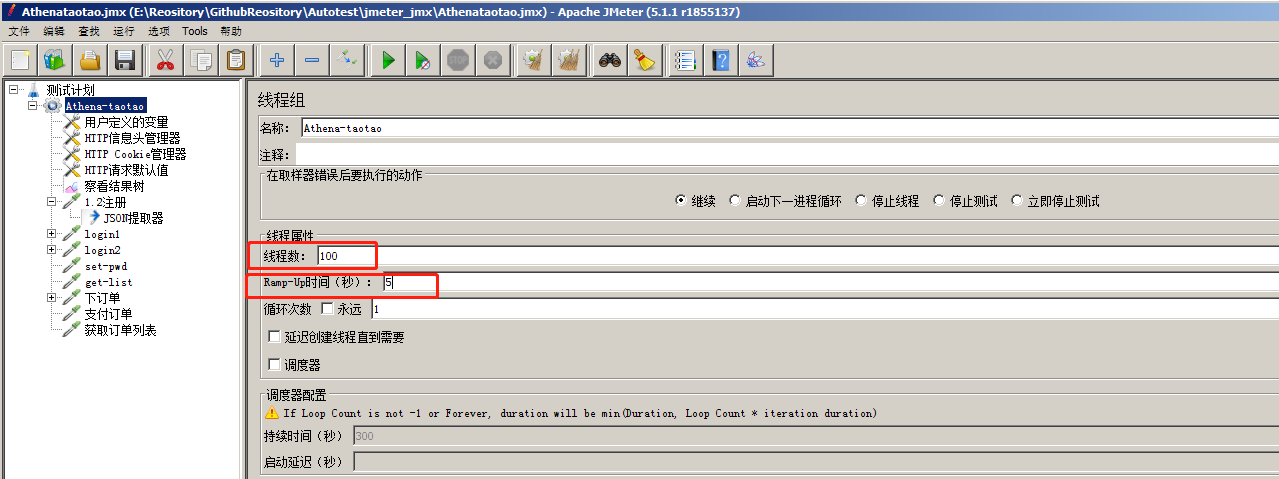 Athenataotao.jmx (E:\Reository\GithubReository\Autotest\jmeter_jmx\Athenataotao.jmx) - Apache JMeter (5.1.1 r1855137)
文件 编辑 查找 运行 选项 Tools 帮助
STOP
?
测试计划
Athena-taotao
用户定义的变量
HTTP信息头管理器
HTTP Cookie管理器
HTTP请求默认值
察看结果树
1.2注册
JSON提取器
login1
login2
set-pwd
get-list
下订单
支付订单
获取订单列表
线程组
名称: Athena-taotao
注释:
在取样器错误后要执行的动作
继续 启动下一进程循环 停止线程 停止测试 立即停止测试
线程属性
线程数: 100
Ramp-Up时间(秒): 5
循环次数 永远 1
延迟创建线程直到需要
调度器
调度器配置
If Loop Count is not -1 or Forever, duration will be min(Duration, Loop Count * iteration duration)
持续时间(秒) 300
启动延迟(秒)